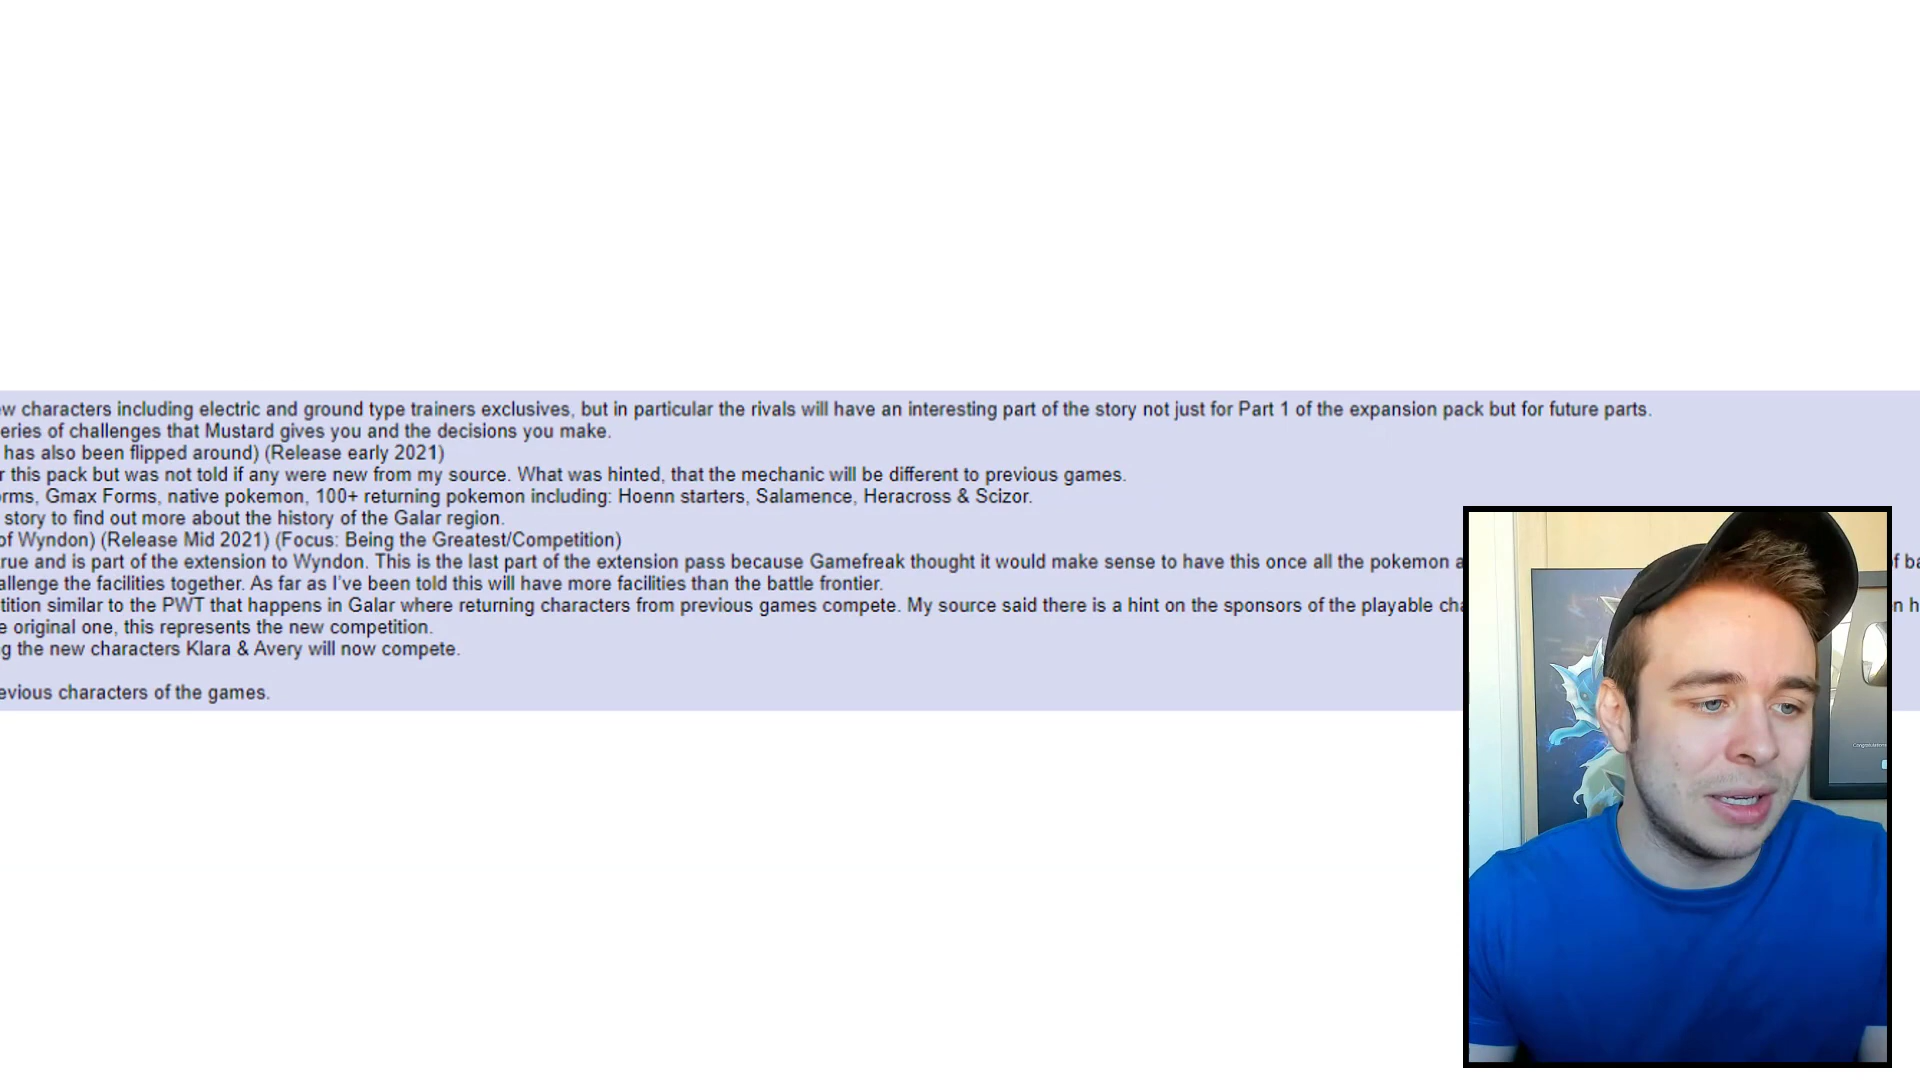 w characters including electric and ground type trainers exclusives, but in particular the rivals will have an interesting part of the story not just for Part 1 of the expansion pack but for future parts.
eries of challenges that Mustard gives you and the decisions you make.
has also been flipped around) (Release early 2021)
r this pack but was not told if any were new from my source. What was hinted, that the mechanic will be different to previous games.
rms, Gmax Forms, native pokemon, 100+ returning pokemon including: Hoenn starters, Salamence, Heracross & Scizor.
story to find out more about the history of the Galar region.
of Wyndon) (Release Mid 2021) (Focus: Being the Greatest/Competition)
rue and is part of the extension to Wyndon. This is the last part of the extension pass because Gamefreak thought it would make sense to have this once all the pokemon a f ba
allenge the facilities together. As far as I've been told this will have more facilities than the battle frontier.
tition similar to the PWT that happens in Galar where returning characters from previous games compete. My source said there is a hint on the sponsors of the playable cha n h
e original one, this represents the new competition.
g the new characters Klara & Avery will now compete.
evious characters of the games.